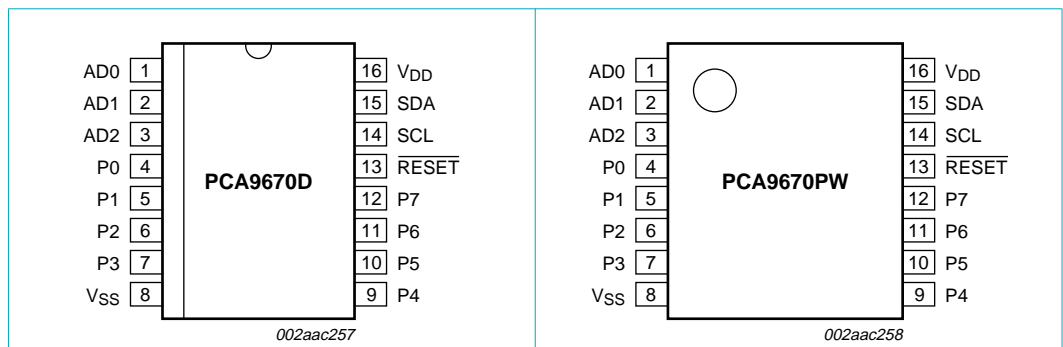 AD0 1 16 VDD
AD1 2 15 SDA
AD2 3 14 SCL
P0 4 13 RESET
PCA9670D
P1 5 12 P7
P2 6 11 P6
P3 7 10 P5
VSS 8 9 P4
002aac257
AD0 1 16 VDD
AD1 2 15 SDA
AD2 3 14 SCL
P0 4 13 RESET
PCA9670PW
P1 5 12 P7
P2 6 11 P6
P3 7 10 P5
VSS 8 9 P4
002aac258